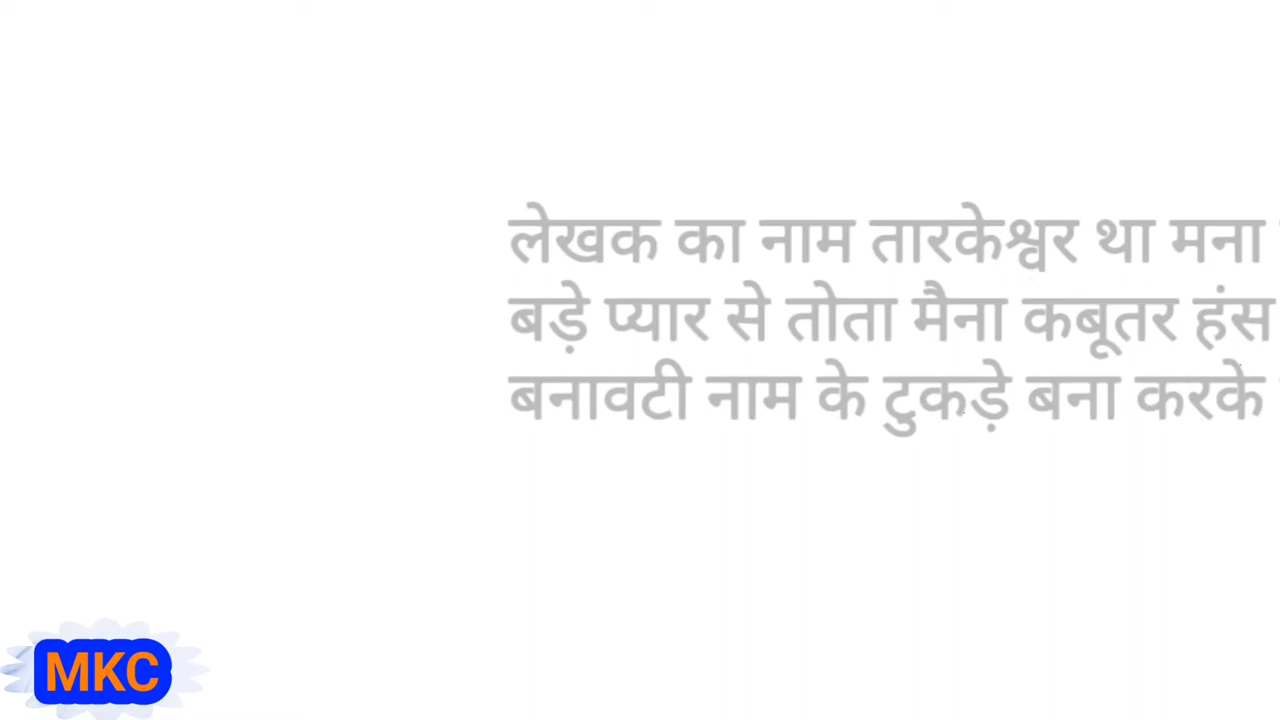 लेखक का नाम तारकेश्वर था मना
बड़े प्यार से तोता मैना कबूतर हंस
बनावटी नाम के टुकड़े बना करके
MKC